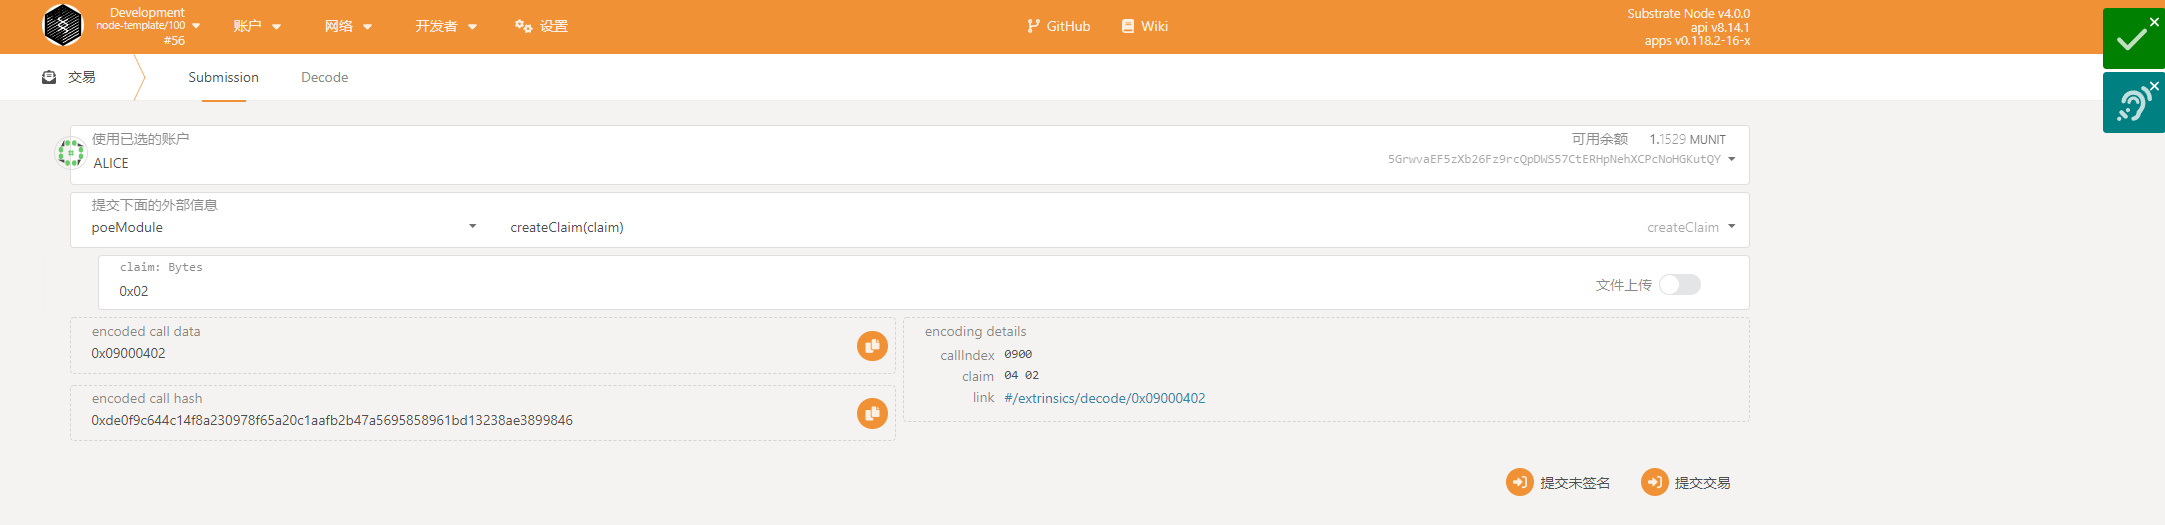 Development
node-template/100
#56
账户
网络
开发者
设置
GitHub
Wiki
Substrate Node v4.0.0
api v8.14.1
apps v0.118.2-16-x
交易
Submission
Decode
使用已选的账户
ALICE
可用余额 1.1529 MUNIT
5GrwvaEF5zXb26Fz9rcQpDWS57CtERHpNehXCPcNoHGKutQY
提交下面的外部信息
poeModule
createClaim(claim)
createClaim
claim: Bytes
0x02
文件上传
encoded call data
0x09000402
encoding details
callIndex 0900
claim 04 02
link #/extrinsics/decode/0x09000402
encoded call hash
0xde0f9c644c14f8a230978f65a20c1aafb2b47a5695858961bd13238ae3899846
提交未签名
提交交易